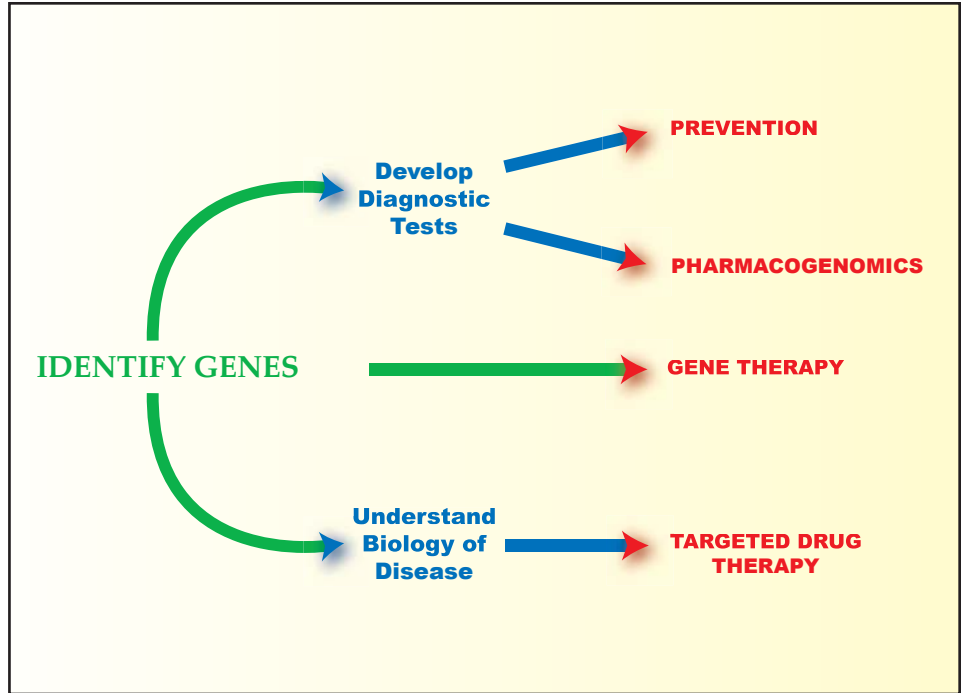 PREVENTION
Develop
Diagnostic
Tests
PHARMACOGENOMICS
IDENTIFY GENES
GENE THERAPY
Understand
Biology of
Disease
TARGETED DRUG
THERAPY